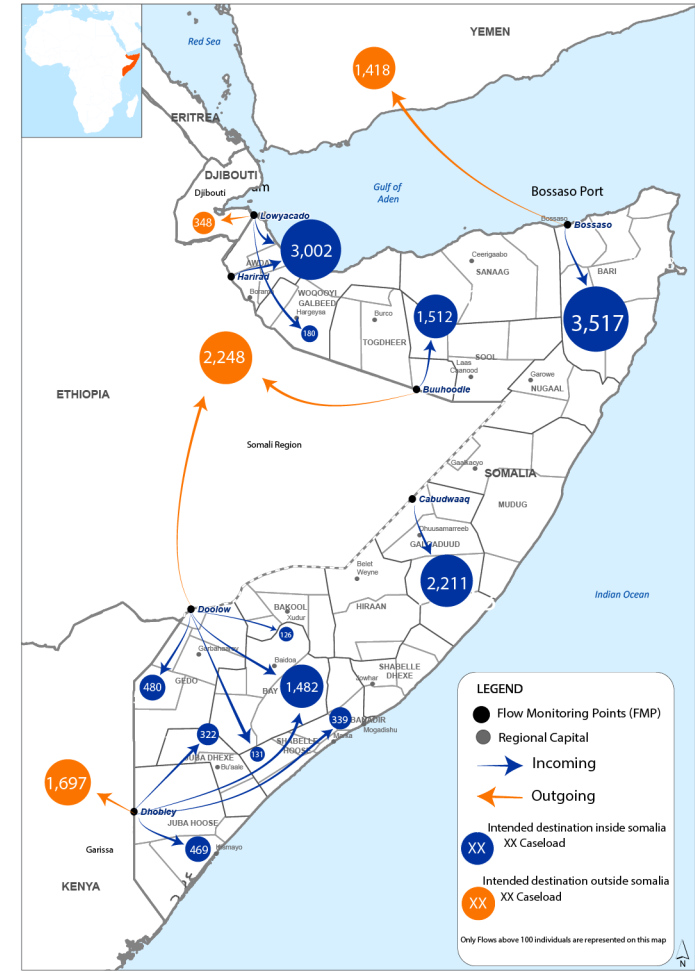 YEMEN
Red Sea
1,418
ERITREA
DJIBOUTI
Djibouti
Gulf of
Aden
Bossaso Port
348
Lowyacado
Bossaso
Bossaso
3,002
Ceerigaabo
SANAAG
BARI
Harirad
Borama
WOQOOYI
GALBEED
Hargeysa
Burco
1,512
3,517
180
TOGDHEER
2,248
SOOL
Laas
Caanood
Garowe
NUGAAL
Buuhoodle
ETHIOPIA
Somali Region
Gaalkacyo
SOMALIA
Cabudwaaq
MUDUG
Dhuusamarreeb
Belet
Weyne
2,211
Indian Ocean
Doolow
BAKOOL
Xudur
HIRAAN
126
Garbahaarey
Baidoa
SHABELLE
DHEXE
480
GEDO
BAY
1,482
Jowhar
339
Mogadishu
322
SHABELLE
HOOSE
Marka
131
JUBA DHEXE
Bu'aale
1,697
Dhobley
JUBA HOOSE
Garissa
469
KENYA
LEGEND
Flow Monitoring Points (FMP)
Regional Capital
Incoming
Outgoing
Intended destination inside somalia
XX XX Caseload
Intended destination outside somalia
XX XX Caseload
Only Flows above 100 individuals are represented on this map
N